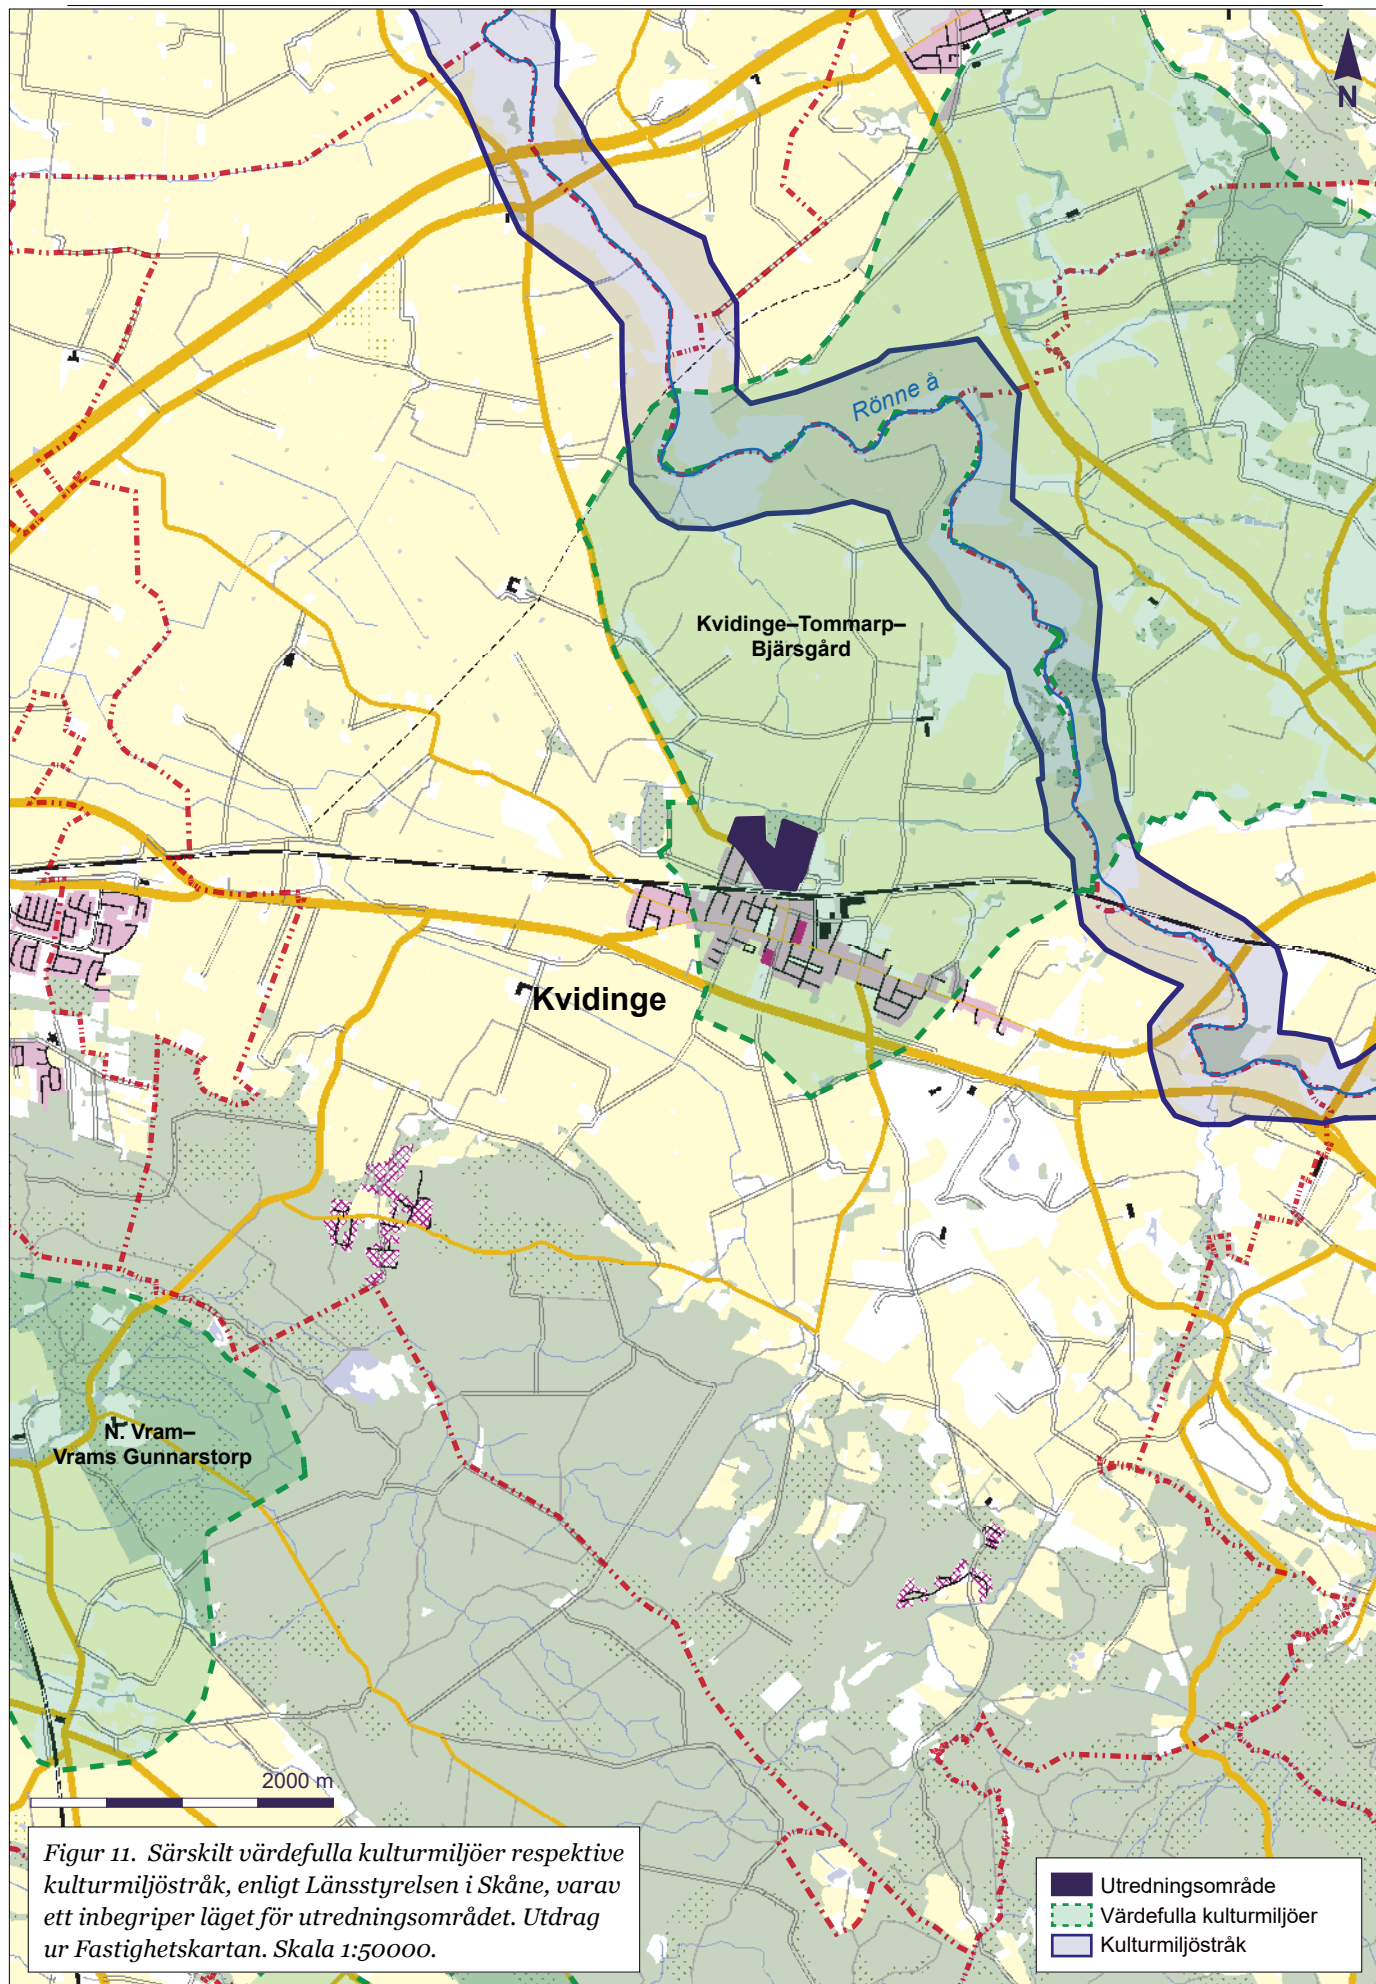 N
Rönne å
Kvidinge–Tommarp–
Bjärsgård
Kvidinge
N. Vram–
Vrams Gunnarstorp
2000 m
Figur 11. Särskilt värdefulla kulturmiljöer respektive
kulturmiljöstråk, enligt Länsstyrelsen i Skåne, varav
ett inbegriper läget för utredningsområdet. Utdrag
ur Fastighetskartan. Skala 1:50000.
Utredningsområde
Värdefulla kulturmiljöer
Kulturmiljöstråk